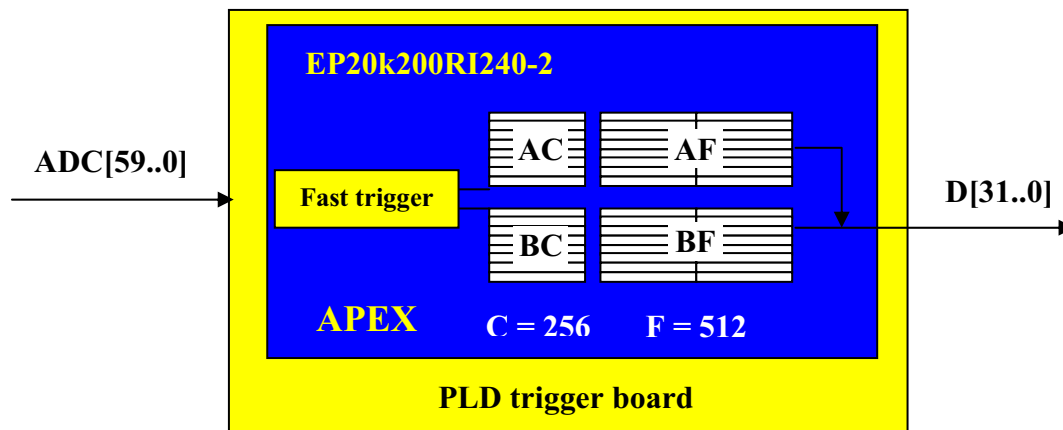 EP20k200RI240-2
ADC[59..0]
AC
AF
Fast trigger
D[31..0]
BC
BF
APEX
C = 256
F = 512
PLD trigger board